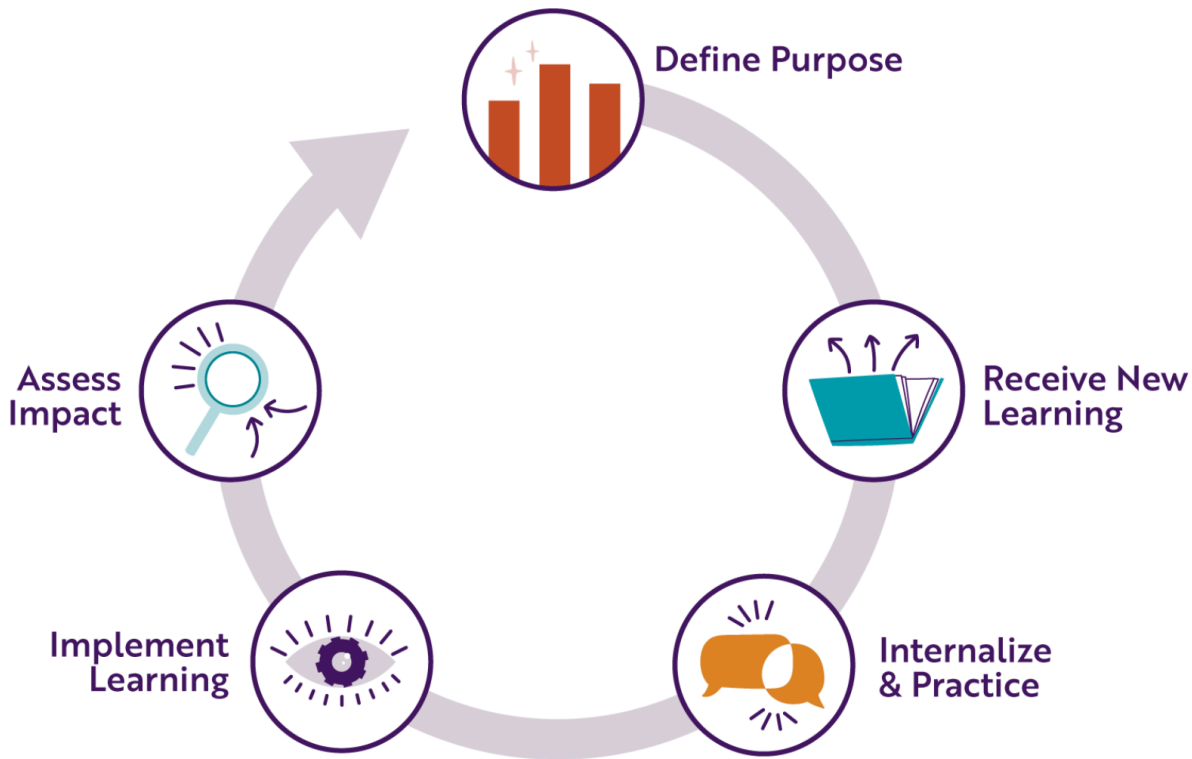 Define Purpose
Receive New
Learning
Internalize
& Practice
Implement
Learning
Assess
Impact